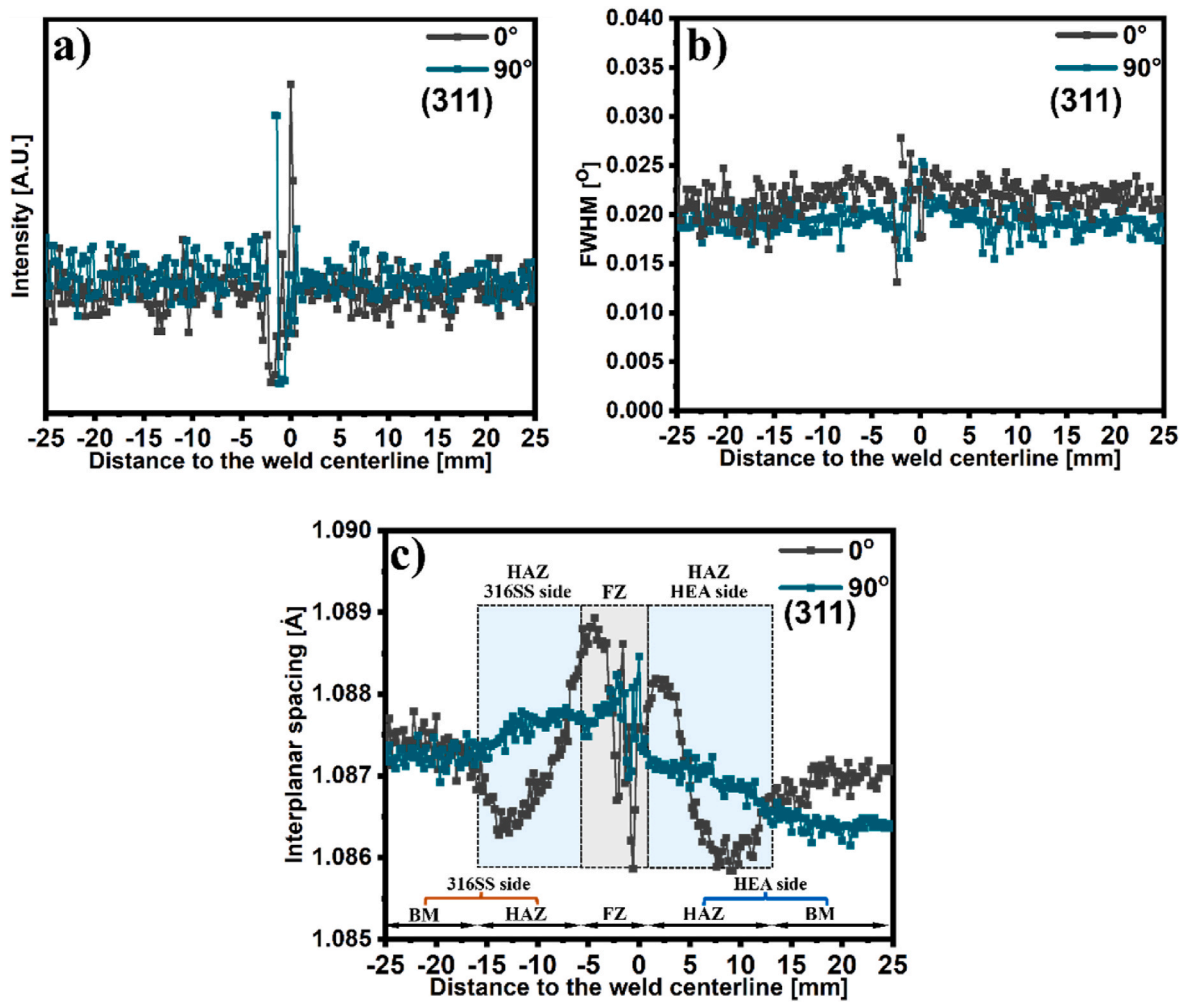 a)
0°
90°
(311)
Intensity [A.U.]
-25 -20 -15 -10 -5 0 5 10 15 20 25
Distance to the weld centerline [mm]
b)
0°
90°
(311)
FWHM [°]
0.040
0.035
0.030
0.025
0.020
0.015
0.010
0.005
0.000
-25 -20 -15 -10 -5 0 5 10 15 20 25
Distance to the weld centerline [mm]
c)
0°
90°
(311)
Interplanar spacing [Å]
1.090
1.089
1.088
1.087
1.086
1.085
HAZ
316SS side
FZ
HAZ
HEA side
316SS side
HEA side
BM HAZ FZ HAZ BM
-25 -20 -15 -10 -5 0 5 10 15 20 25
Distance to the weld centerline [mm]